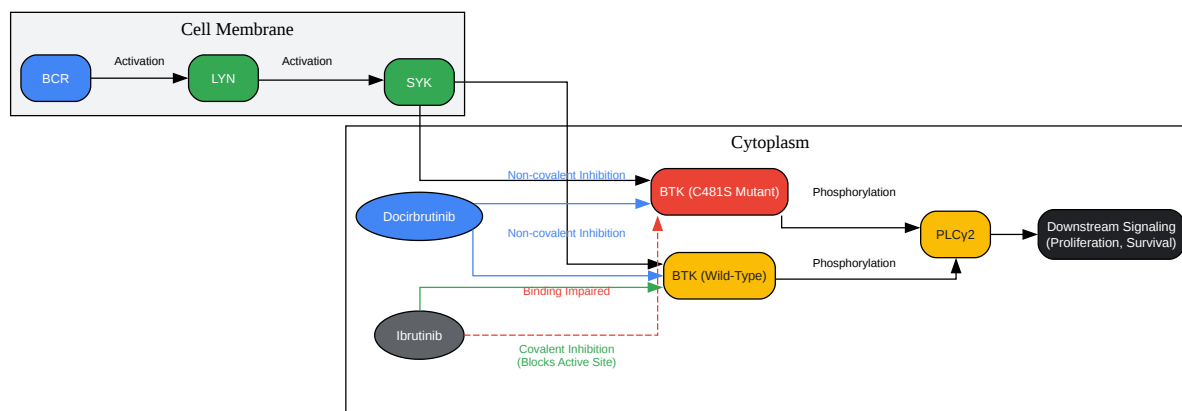 Cell Membrane
BCR
Activation
LYN
Activation
SYK
Cytoplasm
Non-covalent Inhibition
BTK (C481S Mutant)
Phosphorylation
Docirbrutinib
Non-covalent Inhibition
PLCγ2
Downstream Signaling
(Proliferation, Survival)
BTK (Wild-Type)
Phosphorylation
Binding Impaired
Ibrutinib
Covalent Inhibition
(Blocks Active Site)